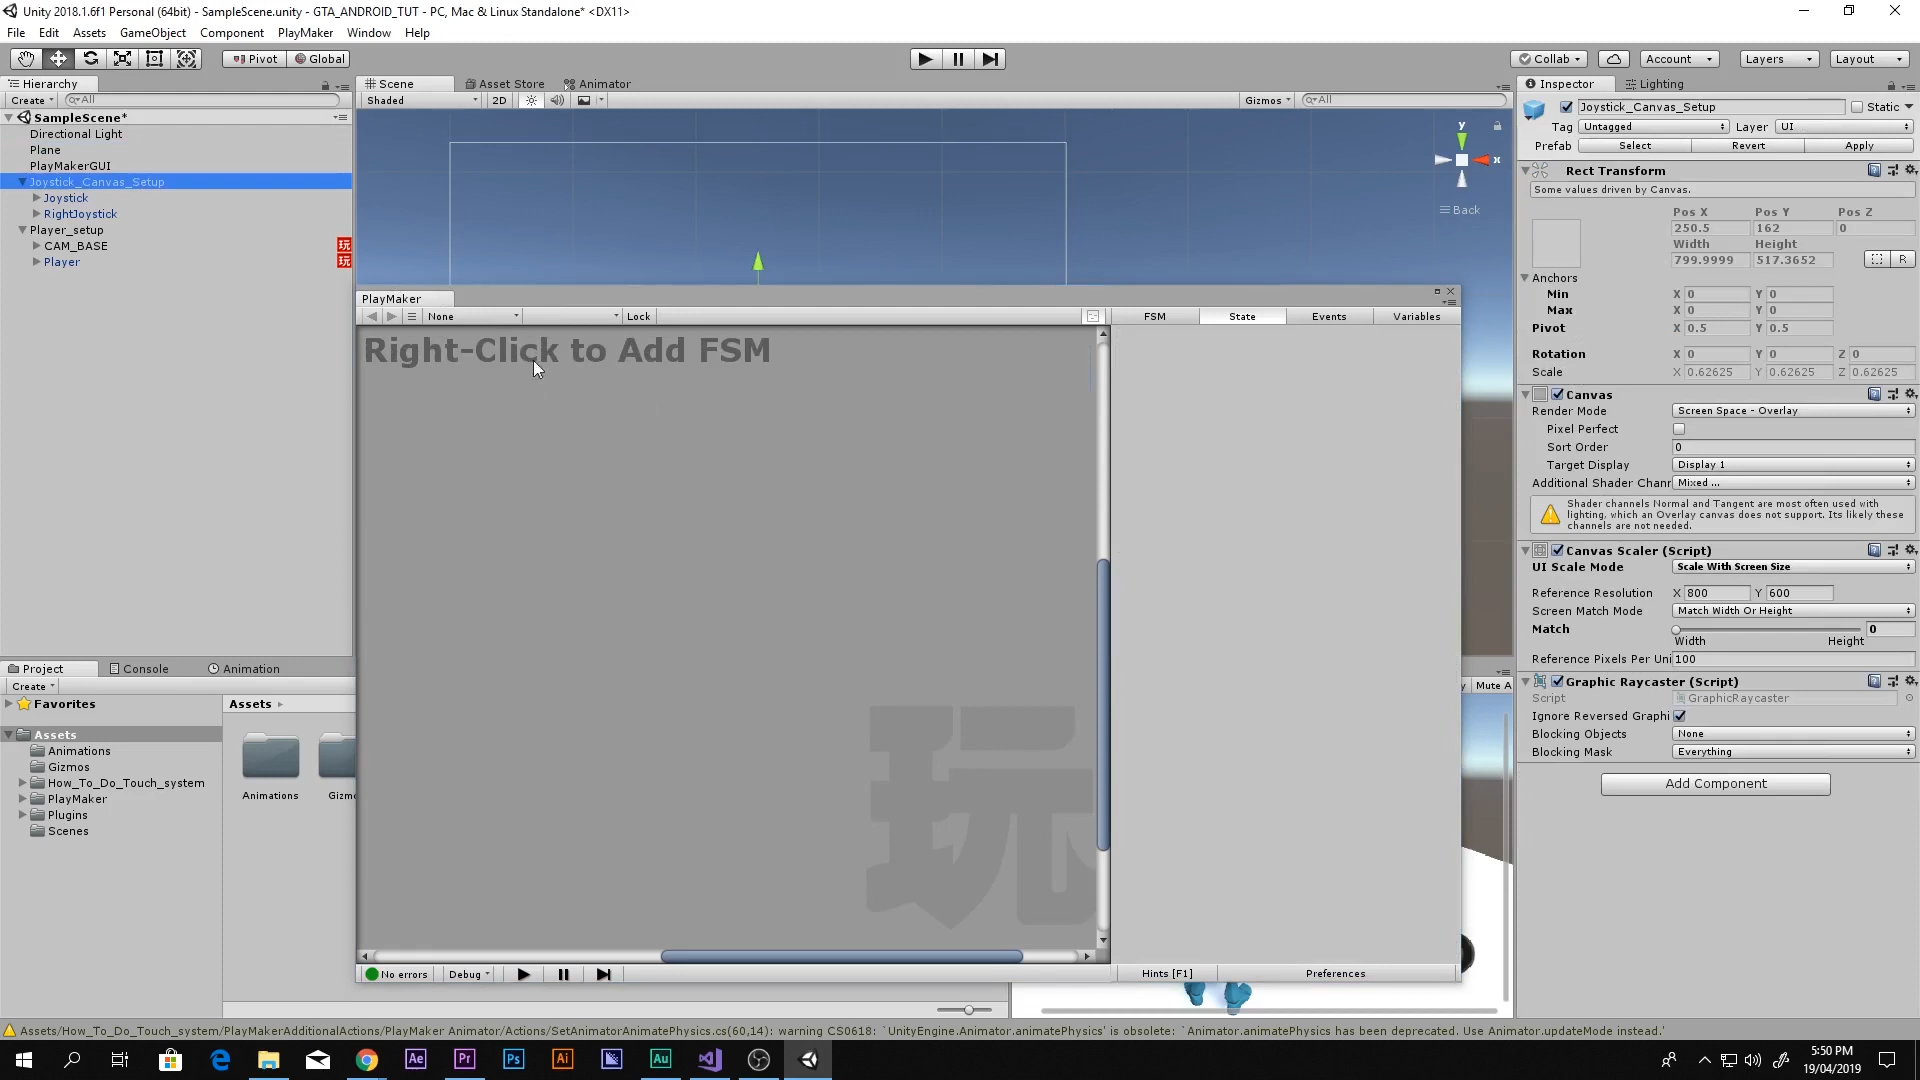 Unity 2018.1.6f1 Personal (64bit) - SampleScene.unity - GTA_ANDROID_TUT - PC, Mac & Linux Standalone* <DX11>
File Edit Assets GameObject Component PlayMaker Window Help
Pivot Global Collab Account Layers Layout
Hierarchy
Create All
SampleScene*
Directional Light
Plane
PlayMakerGUI
Joystick_Canvas_Setup
Joystick
RightJoystick
Player_setup
CAM_BASE 玩
Player 玩
Scene Asset Store Animator
Shaded 2D Gizmos All
y
x
Back
PlayMaker
None Lock FSM State Events Variables
Right-Click to Add FSM
玩
No errors Debug Hints [F1] Preferences
Project Console Animation
Create
Favorites
Assets
Animations
Gizmos
How_To_Do_Touch_system
PlayMaker
Plugins
Scenes
Assets
Animations Gizm
y Mute A
Inspector Lighting
Joystick_Canvas_Setup Static
Tag Untagged Layer UI
Prefab Select Revert Apply
Rect Transform
Some values driven by Canvas.
Pos X Pos Y Pos Z
250.5 162 0
Width Height
799.9999 517.3652 R
Anchors
Min X 0 Y 0
Max X 0 Y 0
Pivot X 0.5 Y 0.5
Rotation X 0 Y 0 Z 0
Scale X 0.62625 Y 0.62625 Z 0.62625
Canvas
Render Mode Screen Space - Overlay
Pixel Perfect
Sort Order 0
Target Display Display 1
Additional Shader Chanr Mixed ...
Shader channels Normal and Tangent are most often used with
lighting, which an Overlay canvas does not support. Its likely these
channels are not needed.
Canvas Scaler (Script)
UI Scale Mode Scale With Screen Size
Reference Resolution X 800 Y 600
Screen Match Mode Match Width Or Height
Match 0
Width Height
Reference Pixels Per Uni 100
Graphic Raycaster (Script)
Script GraphicRaycaster
Ignore Reversed Graphi
Blocking Objects None
Blocking Mask Everything
Add Component
Assets/How_To_Do_Touch_system/PlayMakerAdditionalActions/PlayMaker Animator/Actions/SetAnimatorAnimatePhysics.cs(60,14): warning CS0618: `UnityEngine.Animator.animatePhysics' is obsolete: `Animator.animatePhysics has been deprecated. Use Animator.updateMode instead.'
Ae Pr Ps Ai Au
5:50 PM
19/04/2019